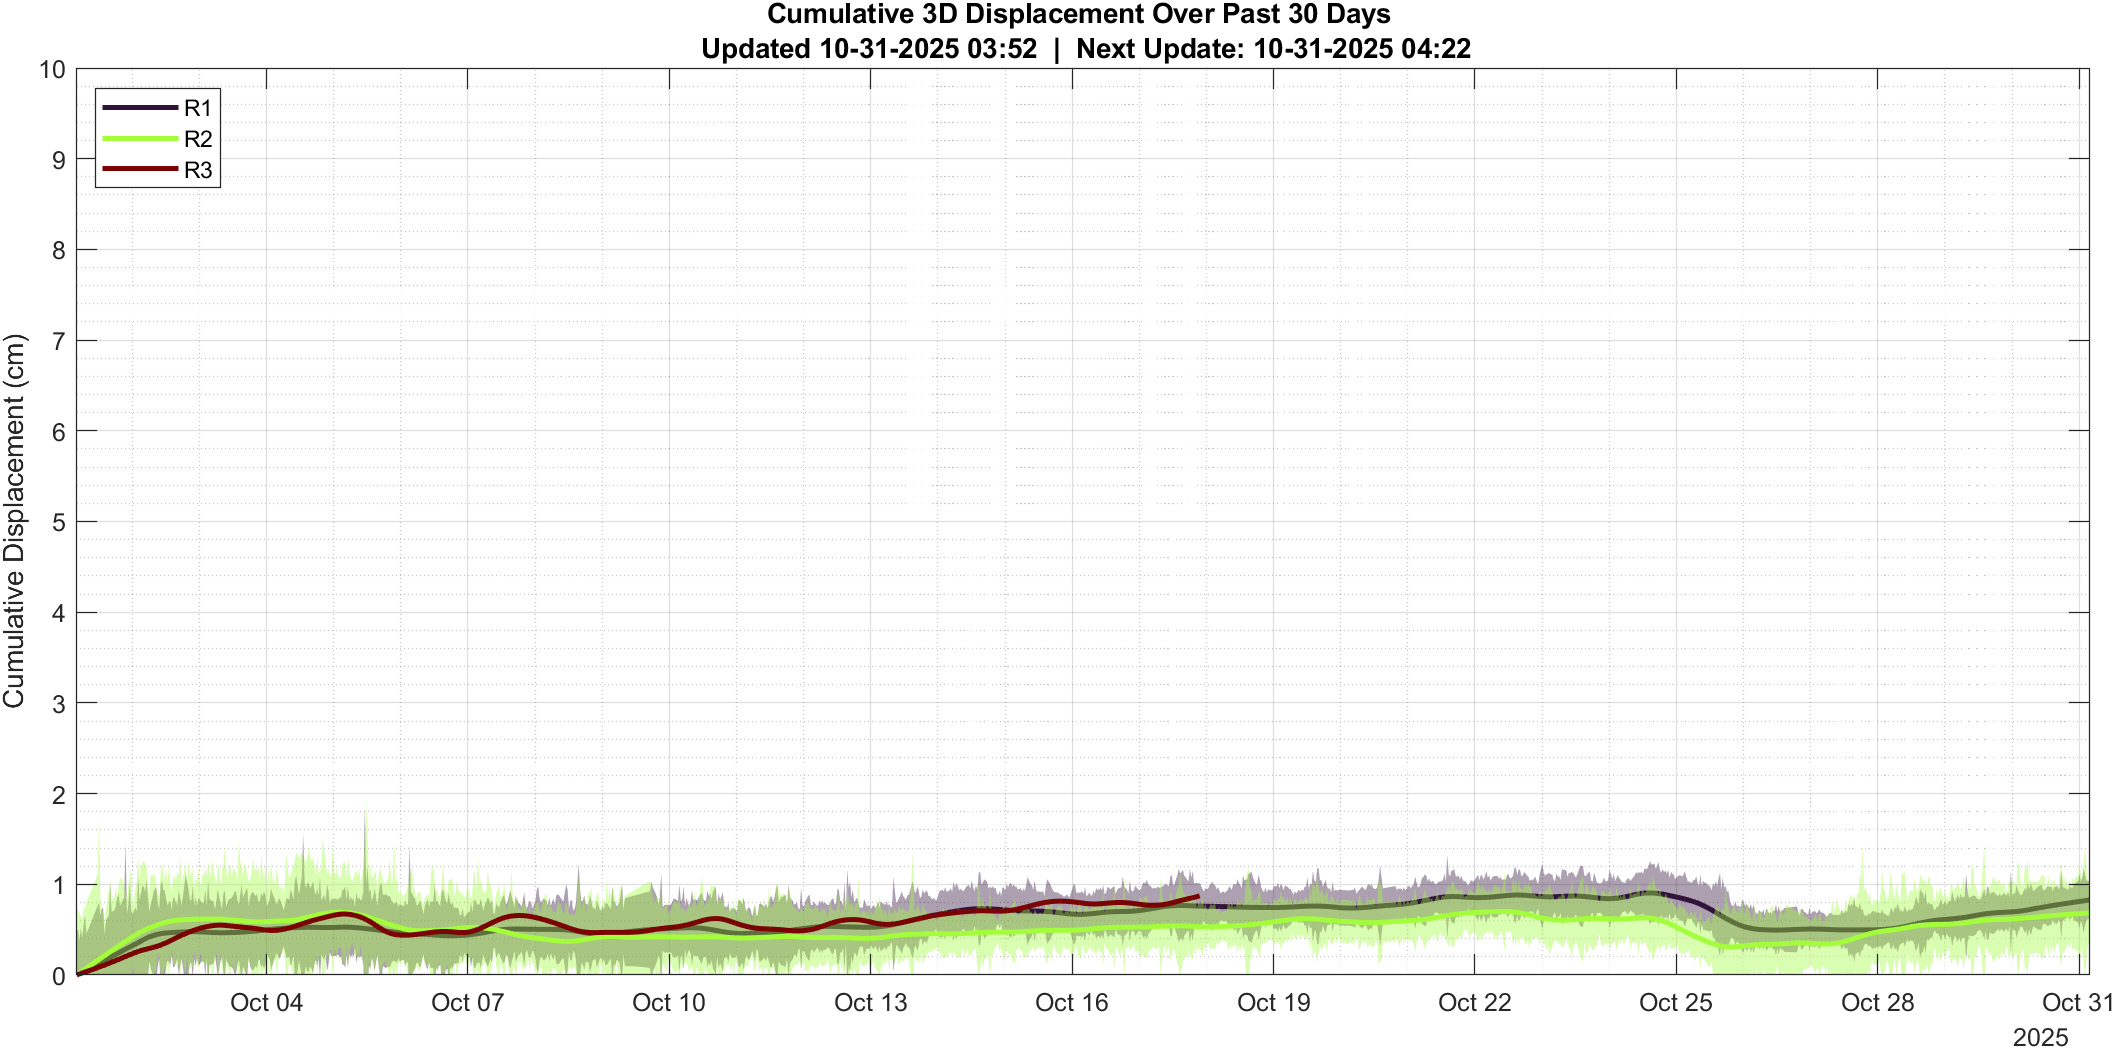 Cumulative 3D Displacement Over Past 30 Days
Updated 10-31-2025 03:52 | Next Update: 10-31-2025 04:22
R1
R2
R3
Cumulative Displacement (cm)
10
9
8
7
6
5
4
3
2
1
0
Oct 04
Oct 07
Oct 10
Oct 13
Oct 16
Oct 19
Oct 22
Oct 25
Oct 28
Oct 31
2025